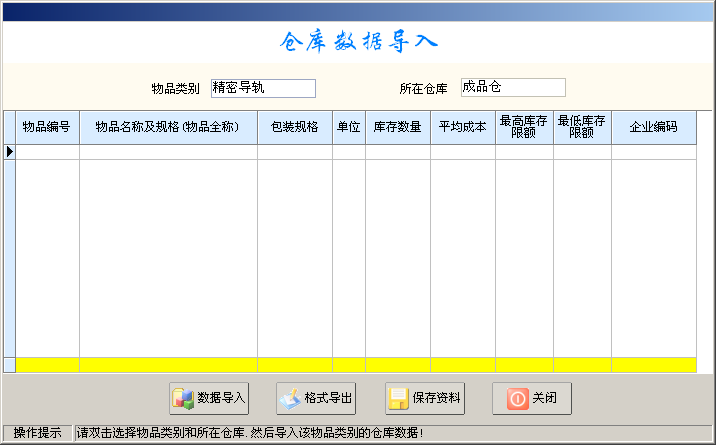 仓库数据导入
物品类别 精密导轨 所在仓库 成品仓
物品编号 物品名称及规格(物品全称) 包装规格 单位 库存数量 平均成本 最高库存限额 最低库存限额 企业编码
数据导入 格式导出 保存资料 关闭
操作提示 请双击选择物品类别和所在仓库.然后导入该物品类别的仓库数据!